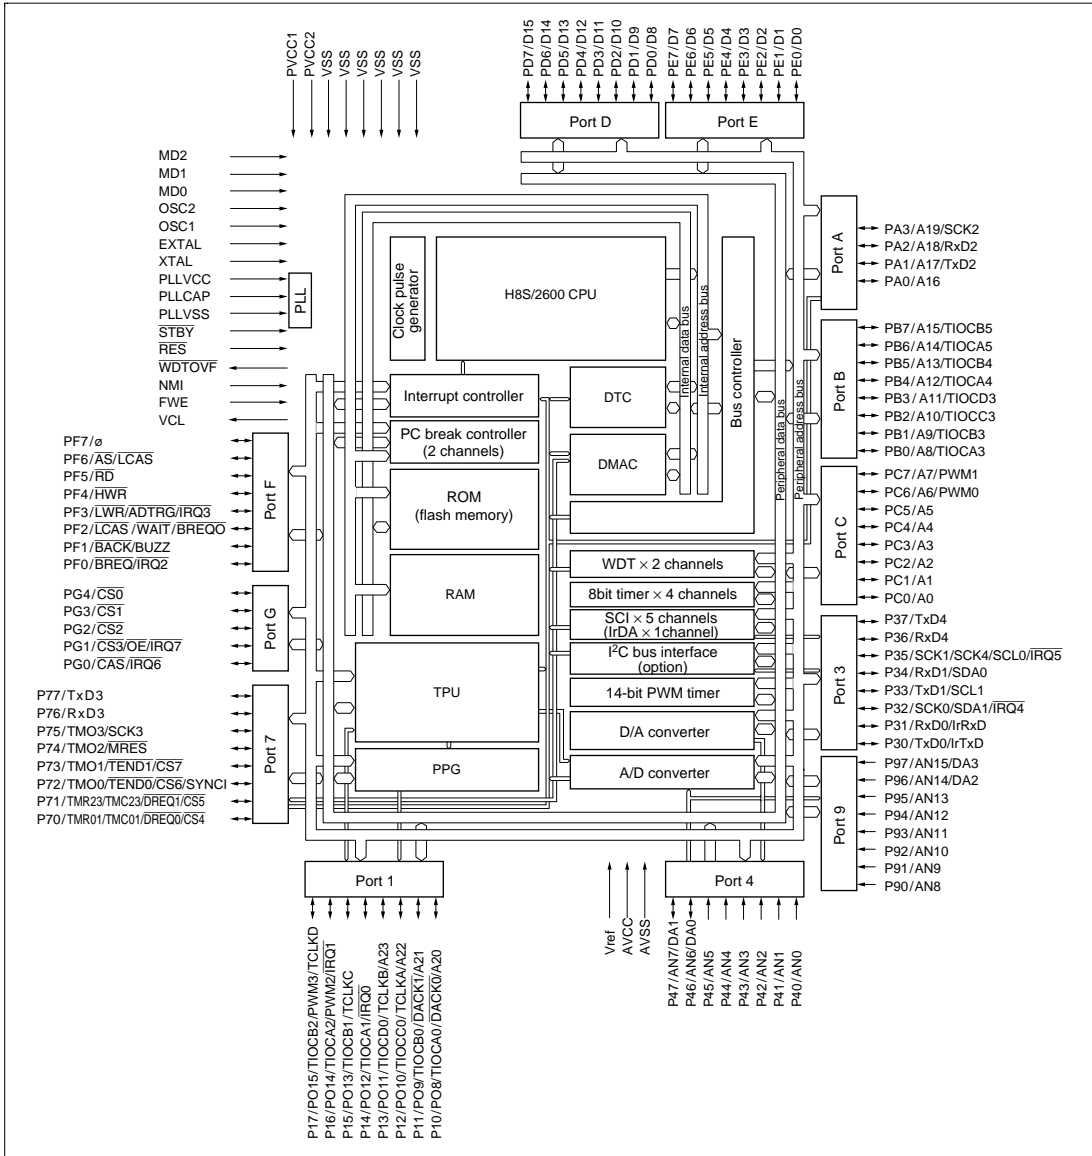 PVCC1
PVCC2
VSS
VSS
VSS
VSS
VSS
VSS
PD7/D15
PD6/D14
PD5/D13
PD4/D12
PD3/D11
PD2/D10
PD1/D9
PD0/D8
PE7/D7
PE6/D6
PE5/D5
PE4/D4
PE3/D3
PE2/D2
PE1/D1
PE0/D0
Port D
Port E
MD2
MD1
MD0
OSC2
OSC1
EXTAL
XTAL
PLLVCC
PLLCAP
PLLVSS
STBY
RES
WDTOVF
NMI
FWE
VCL
PLL
Clock pulse
generator
H8S/2600 CPU
Internal data bus
Internal address bus
Bus controller
Peripheral data bus
Peripheral address bus
Interrupt controller
PC break controller
(2 channels)
ROM
(flash memory)
RAM
TPU
PPG
DTC
DMAC
WDT × 2 channels
8bit timer × 4 channels
SCI × 5 channels
(IrDA × 1channel)
I²C bus interface
(option)
14-bit PWM timer
D/A converter
A/D converter
Port A
PA3/A19/SCK2
PA2/A18/RxD2
PA1/A17/TxD2
PA0/A16
Port B
PB7/A15/TIOCB5
PB6/A14/TIOCA5
PB5/A13/TIOCB4
PB4/A12/TIOCA4
PB3/A11/TIOCD3
PB2/A10/TIOCC3
PB1/A9/TIOCB3
PB0/A8/TIOCA3
Port C
PC7/A7/PWM1
PC6/A6/PWM0
PC5/A5
PC4/A4
PC3/A3
PC2/A2
PC1/A1
PC0/A0
Port 3
P37/TxD4
P36/RxD4
P35/SCK1/SCK4/SCL0/IRQ5
P34/RxD1/SDA0
P33/TxD1/SCL1
P32/SCK0/SDA1/IRQ4
P31/RxD0/IrRxD
P30/TxD0/IrTxD
Port 9
P97/AN15/DA3
P96/AN14/DA2
P95/AN13
P94/AN12
P93/AN11
P92/AN10
P91/AN9
P90/AN8
PF7/ø
PF6/AS/LCAS
PF5/RD
PF4/HWR
PF3/LWR/ADTRG/IRQ3
PF2/LCAS/WAIT/BREQO
PF1/BACK/BUZZ
PF0/BREQ/IRQ2
Port F
PG4/CS0
PG3/CS1
PG2/CS2
PG1/CS3/OE/IRQ7
PG0/CAS/IRQ6
Port G
P77/TxD3
P76/RxD3
P75/TMO3/SCK3
P74/TMO2/MRES
P73/TMO1/TEND1/CS7
P72/TMO0/TEND0/CS6/SYNCI
P71/TMR23/TMC23/DREQ1/CS5
P70/TMR01/TMC01/DREQ0/CS4
Port 7
Port 1
Port 4
P17/PO15/TIOCB2/PWM3/TCLKD
P16/PO14/TIOCA2/PWM2/IRQ1
P15/PO13/TIOCB1/TCLKC
P14/PO12/TIOCA1/IRQ0
P13/PO11/TIOCD0/TCLKB/A23
P12/PO10/TIOCC0/TCLKA/A22
P11/PO9/TIOCB0/DACK1/A21
P10/PO8/TIOCA0/DACK0/A20
Vref
AVCC
AVSS
P47/AN7/DA1
P46/AN6/DA0
P45/AN5
P44/AN4
P43/AN3
P42/AN2
P41/AN1
P40/AN0